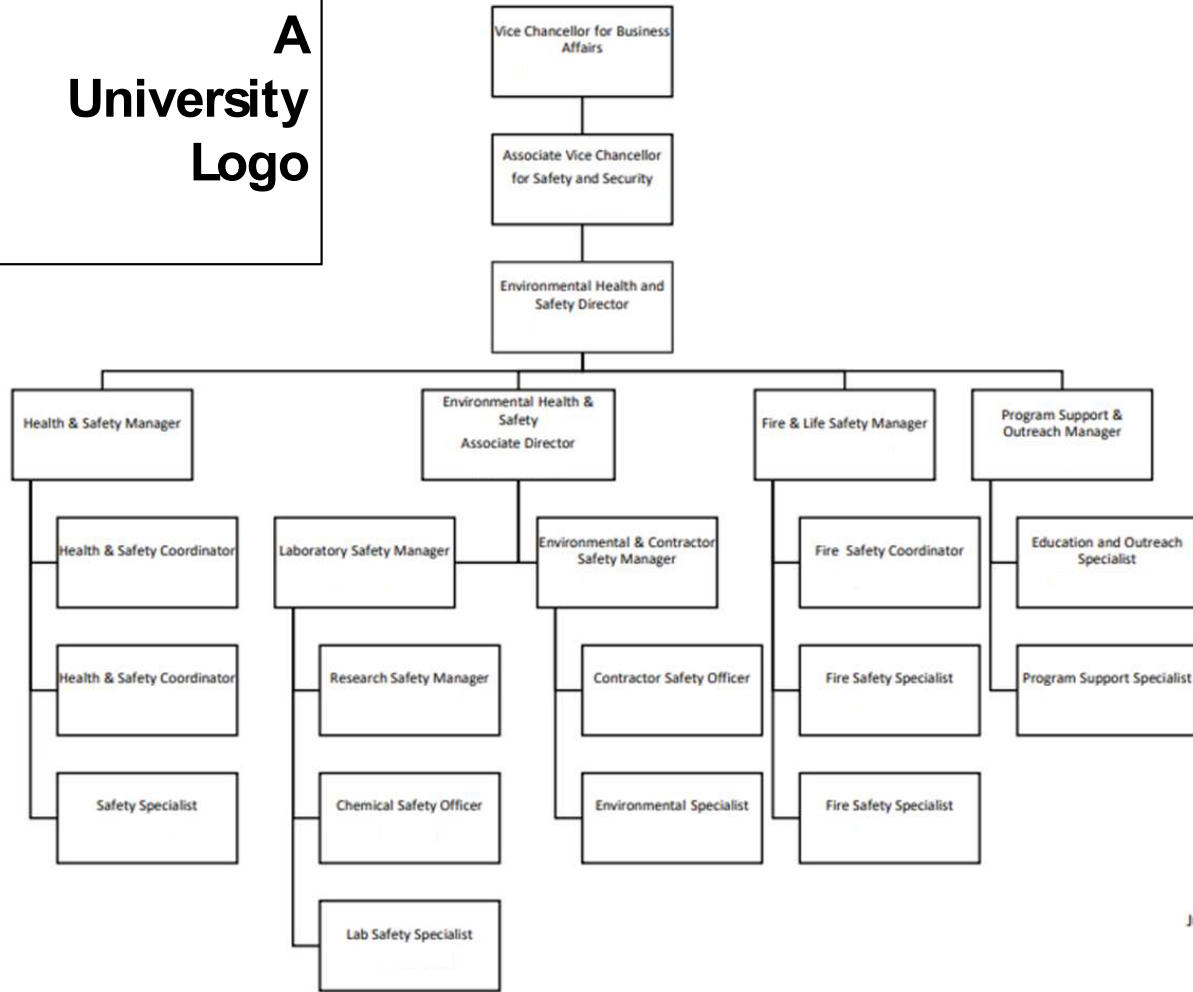 A
University
Logo
Vice Chancellor for Business
Affairs
Associate Vice Chancellor
for Safety and Security
Environmental Health and
Safety Director
Health & Safety Manager
Environmental Health &
Safety
Associate Director
Fire & Life Safety Manager
Program Support &
Outreach Manager
Health & Safety Coordinator
Laboratory Safety Manager
Environmental & Contractor
Safety Manager
Fire Safety Coordinator
Education and Outreach
Specialist
Health & Safety Coordinator
Research Safety Manager
Contractor Safety Officer
Fire Safety Specialist
Program Support Specialist
Safety Specialist
Chemical Safety Officer
Environmental Specialist
Fire Safety Specialist
Lab Safety Specialist